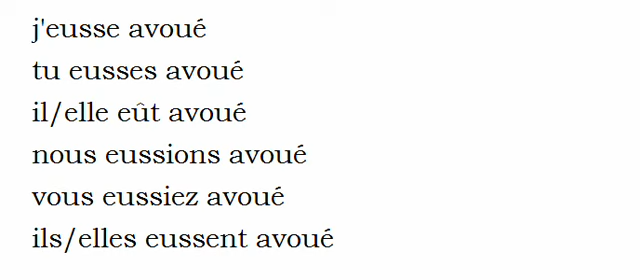 j'eusse avoué
tu eusses avoué
il/elle eût avoué
nous eussions avoué
vous eussiez avoué
ils/elles eussent avoué